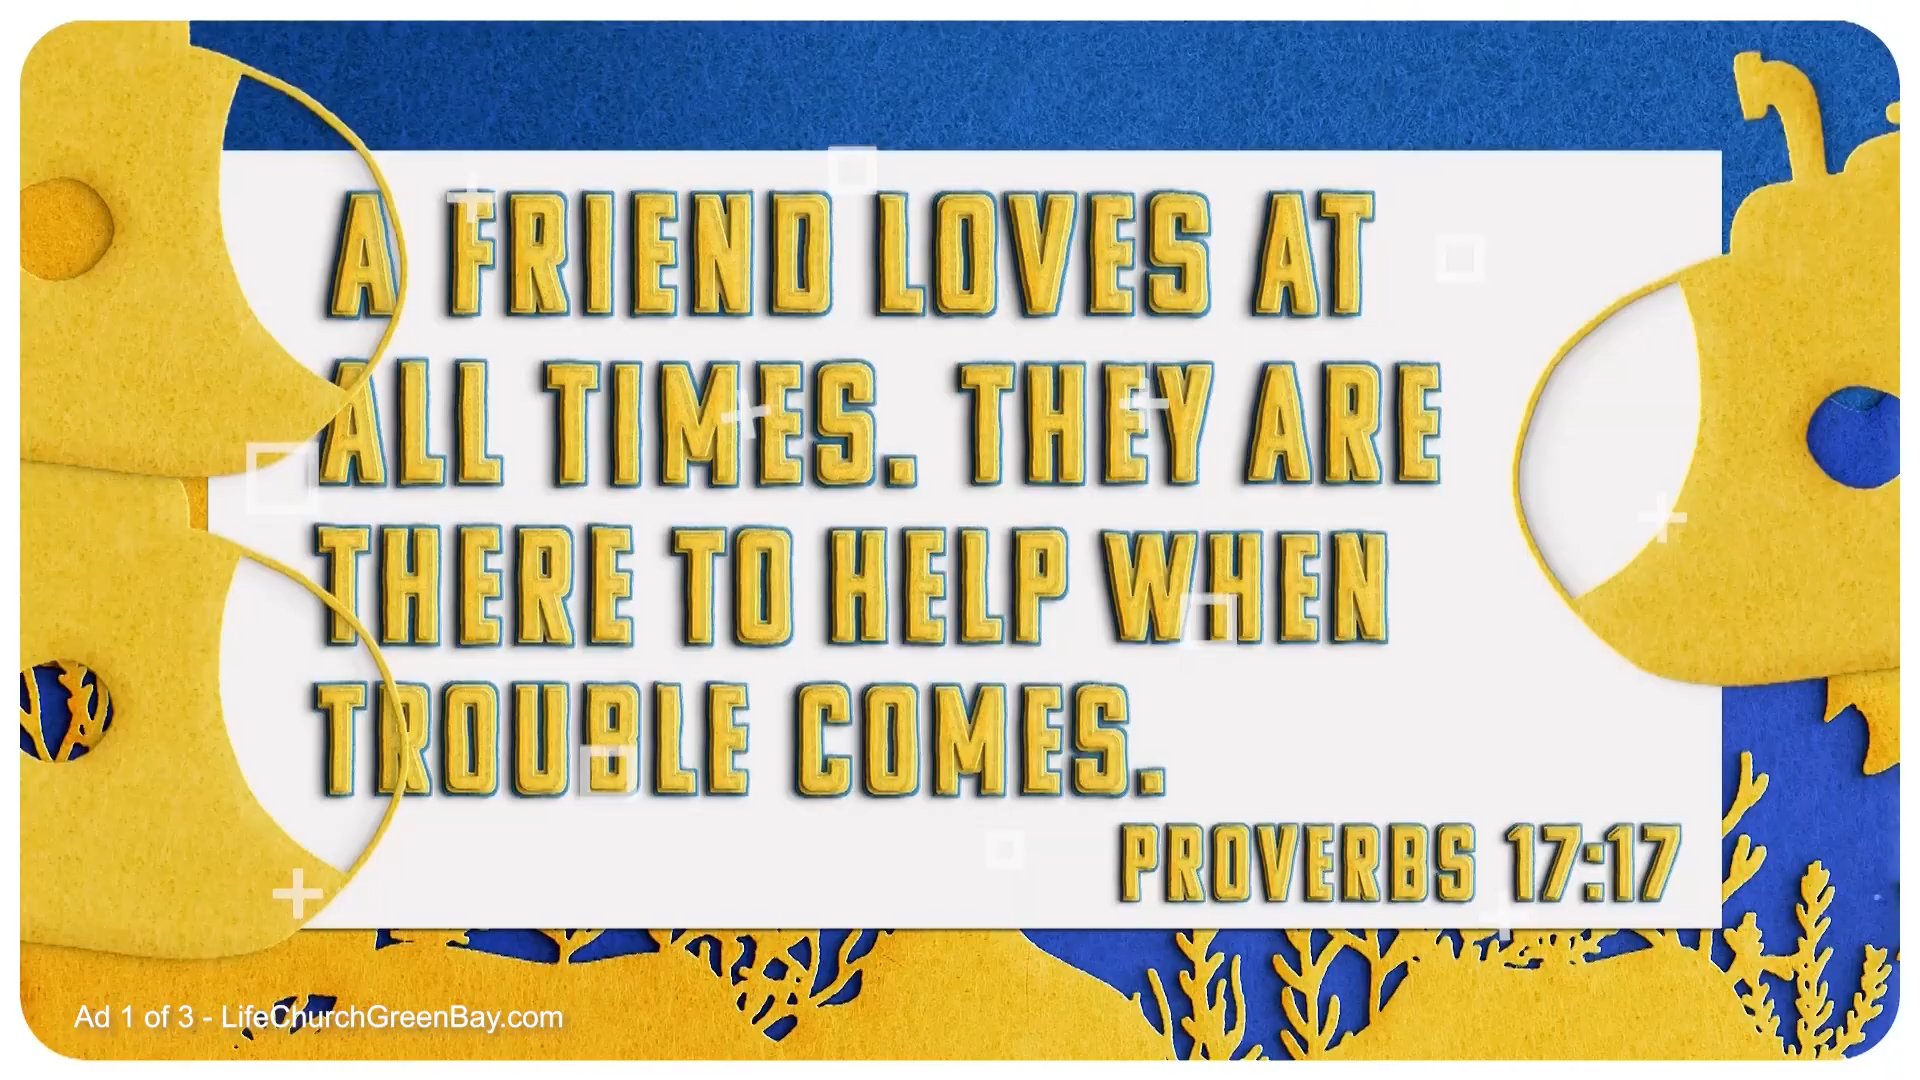 A FRIEND LOVES AT
ALL TIMES. THEY ARE
THERE TO HELP WHEN
TROUBLE COMES.
PROVERBS 17:17
Ad 1 of 3 - LifeChurchGreenBay.com